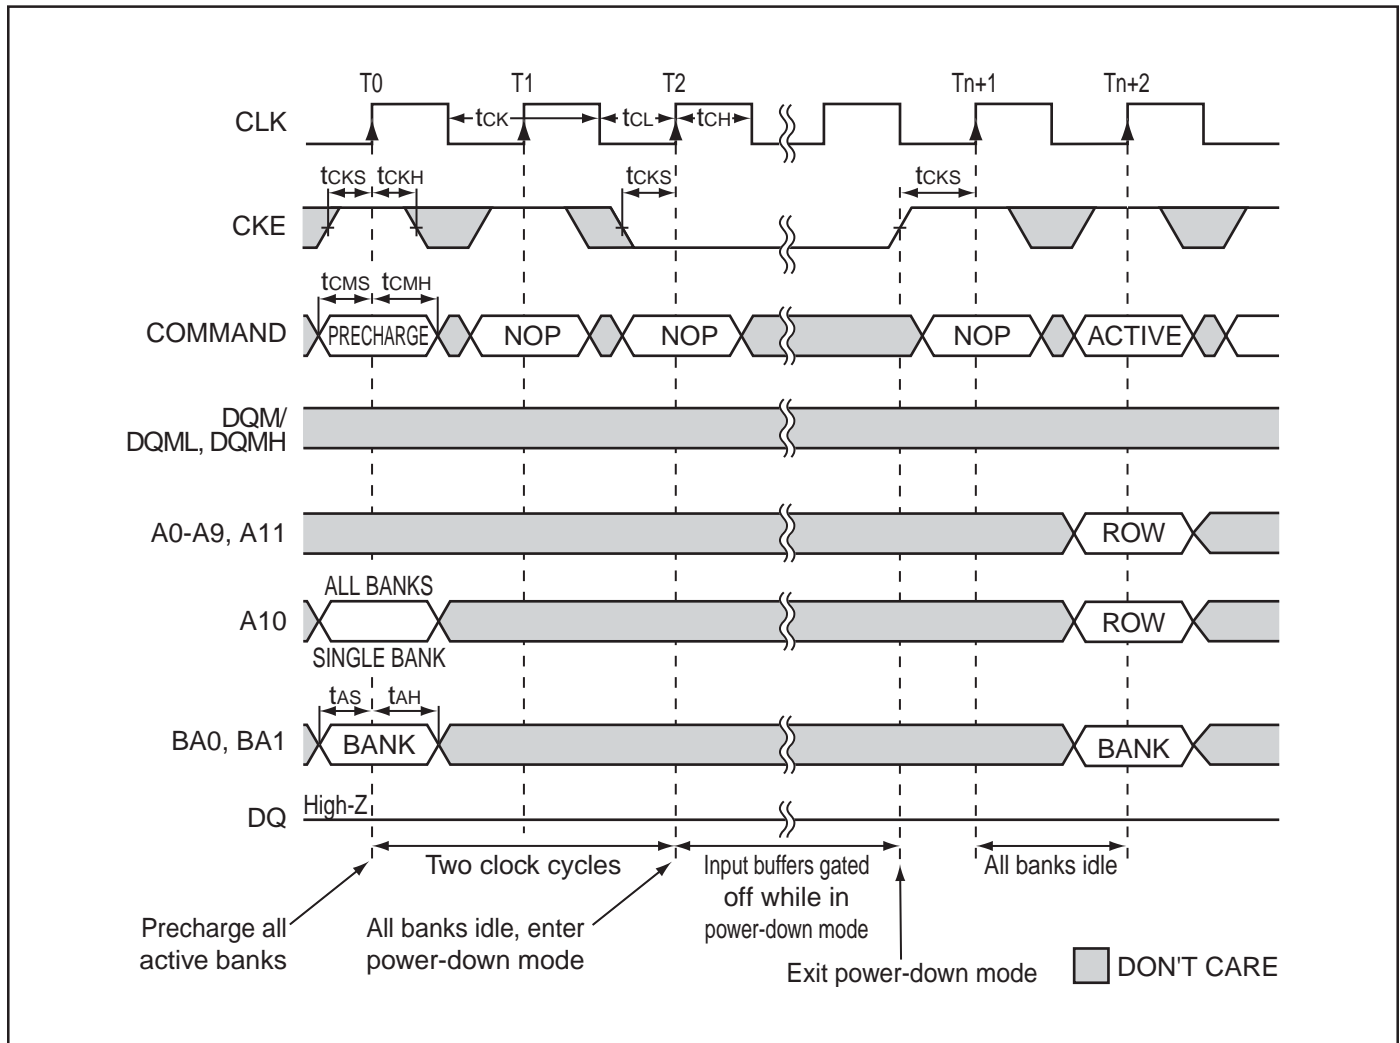 T0 T1 T2 Tn+1 Tn+2
CLK tCK tCL tCH
tCKS tCKH tCKS tCKS
CKE
tCMS tCMH
COMMAND PRECHARGE NOP NOP NOP ACTIVE
DQM/
DQML, DQMH
A0-A9, A11 ROW
ALL BANKS
A10 ROW
SINGLE BANK
tAS tAH
BA0, BA1 BANK BANK
DQ High-Z
Two clock cycles
Input buffers gated
off while in
power-down mode
All banks idle
Precharge all
active banks
All banks idle, enter
power-down mode
Exit power-down mode
DON'T CARE